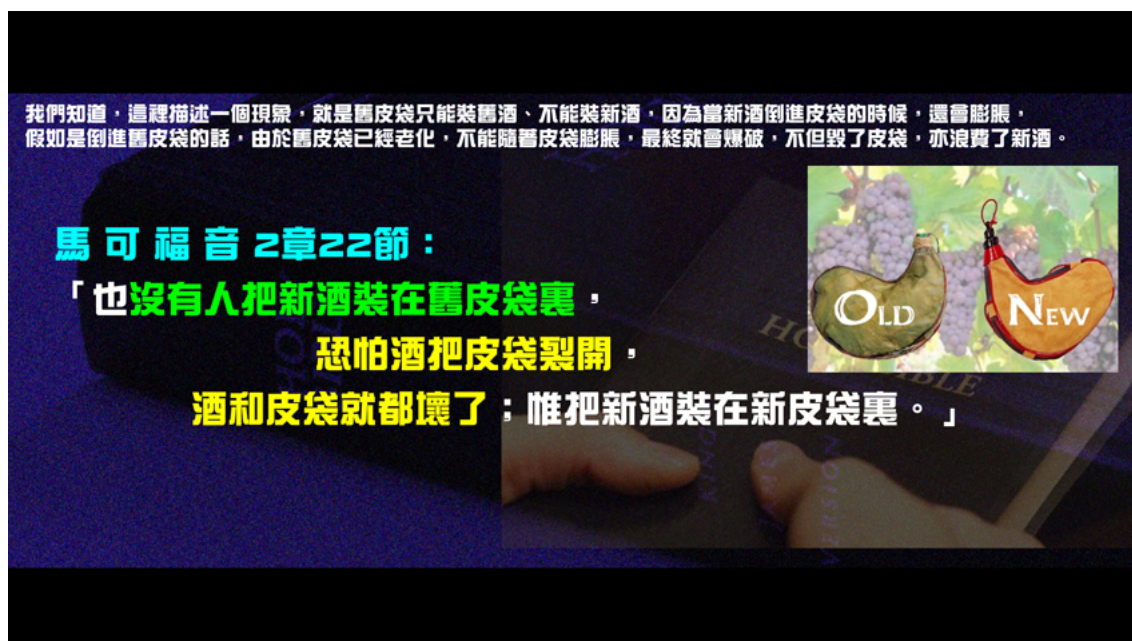 我們知道，這裡描述一個現象，就是舊皮袋只能裝舊酒、不能裝新酒，因為當新酒倒進皮袋的時候，還會膨脹，
假如是倒進舊皮袋的話，由於舊皮袋已經老化，不能隨着皮袋膨脹，最終就會爆破，不但毀了皮袋，亦浪費了新酒。
馬可福音 2章22節：
「也沒有人把新酒裝在舊皮袋裏，
恐怕酒把皮袋裂開，
酒和皮袋就都壞了；惟把新酒裝在新皮袋裏。」
OLD
NEW
HOLY
BIBLE
KING
JAMES
VERSION